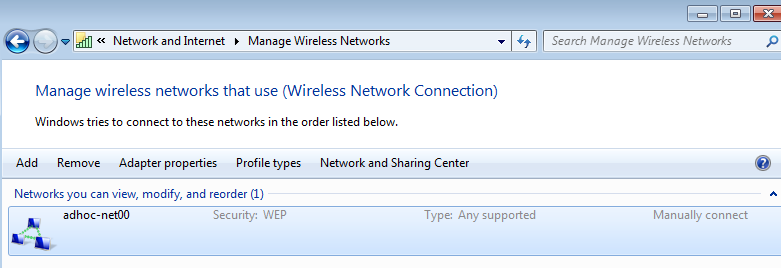 « Network and Internet ▸ Manage Wireless Networks Search Manage Wireless Networks
Manage wireless networks that use (Wireless Network Connection)
Windows tries to connect to these networks in the order listed below.
Add Remove Adapter properties Profile types Network and Sharing Center
Networks you can view, modify, and reorder (1)
adhoc-net00 Security: WEP Type: Any supported Manually connect